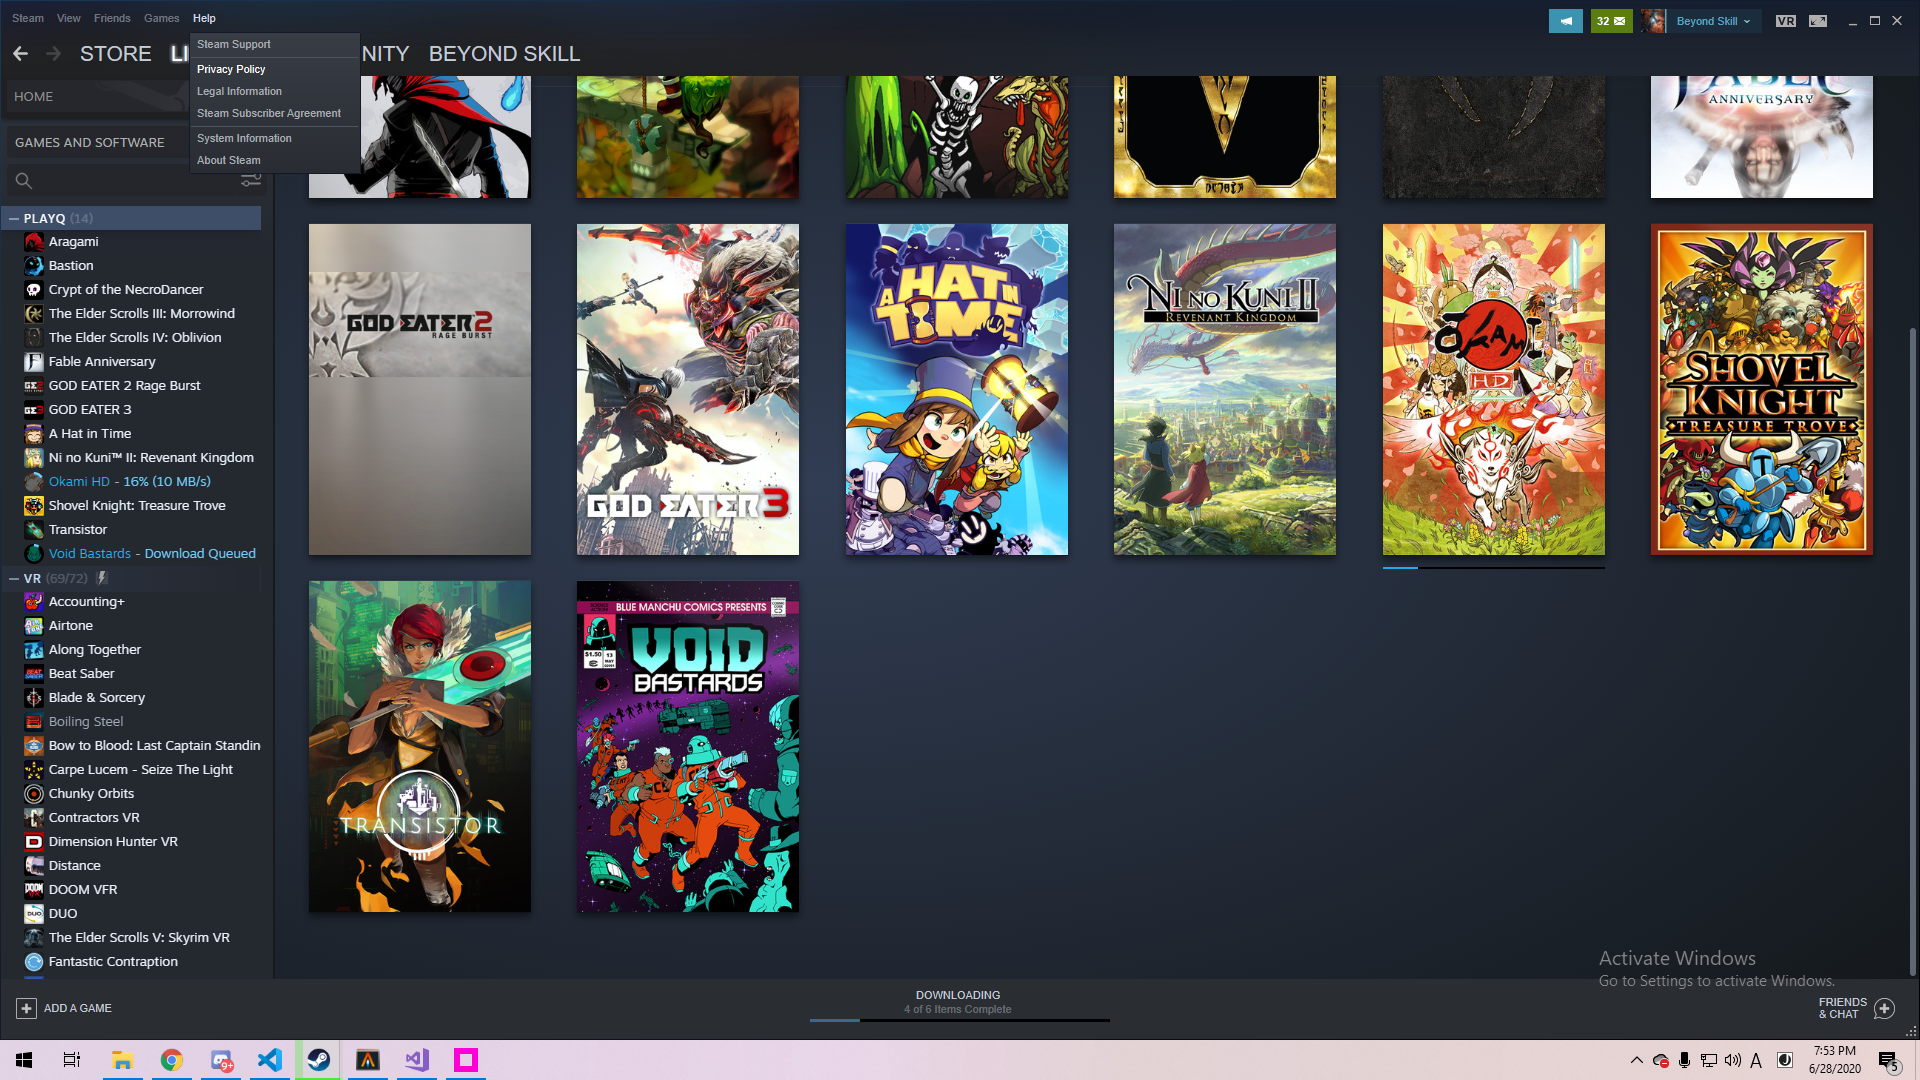 Steam View Friends Games Help
32
Beyond Skill
VR
STORE LI NITY BEYOND SKILL
Steam Support
Privacy Policy
Legal Information
Steam Subscriber Agreement
System Information
About Steam
HOME
GAMES AND SOFTWARE
PLAYQ (14)
Aragami
Bastion
Crypt of the NecroDancer
The Elder Scrolls III: Morrowind
The Elder Scrolls IV: Oblivion
Fable Anniversary
GOD EATER 2 Rage Burst
GOD EATER 3
A Hat in Time
Ni no Kuni™ II: Revenant Kingdom
Okami HD - 16% (10 MB/s)
Shovel Knight: Treasure Trove
Transistor
Void Bastards - Download Queued
VR (69/72)
Accounting+
Airtone
Along Together
Beat Saber
Blade & Sorcery
Boiling Steel
Bow to Blood: Last Captain Standin
Carpe Lucem - Seize The Light
Chunky Orbits
Contractors VR
Dimension Hunter VR
Distance
DOOM VFR
DUO
The Elder Scrolls V: Skyrim VR
Fantastic Contraption
ANNIVERSARY
GOD EATER 2
RAGE BURST
GOD EATER 3
A HAT IN TIME
NI NO KUNI II
REVENANT KINGDOM
OKAMI
HD
SHOVEL
KNIGHT
TREASURE TROVE
TRANSISTOR
BLUE MANCHU COMICS PRESENTS
VOID
BASTARDS
$1.50
13
MAY
Activate Windows
Go to Settings to activate Windows.
ADD A GAME
DOWNLOADING
4 of 6 Items Complete
FRIENDS
& CHAT
9+
A
7:53 PM
6/28/2020
5